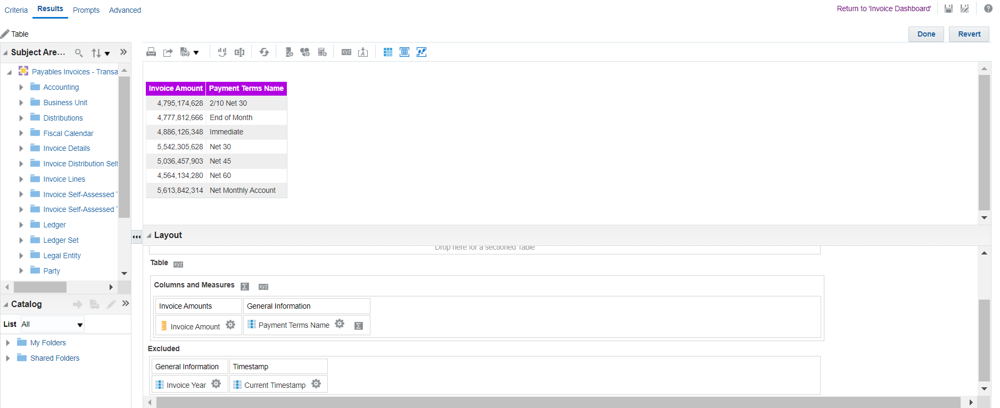 Criteria Results Prompts Advanced
Return to 'Invoice Dashboard'
Table
Done Revert
Subject Are...
Payables Invoices - Transa
Accounting
Business Unit
Distributions
Fiscal Calendar
Invoice Details
Invoice Distribution Self
Invoice Lines
Invoice Self-Assessed T
Invoice Self-Assessed T
Ledger
Ledger Set
Legal Entity
Party
Catalog
List All
My Folders
Shared Folders
xyz
Invoice Amount Payment Terms Name
4,795,174,628 2/10 Net 30
4,777,812,666 End of Month
4,886,126,348 Immediate
5,542,305,628 Net 30
5,036,457,903 Net 45
4,564,134,280 Net 60
5,613,842,314 Net Monthly Account
Layout
Drop here for a sectioned Table
Table xyz
Columns and Measures Σ xyz
Invoice Amounts General Information
Invoice Amount Payment Terms Name Σ
Excluded
General Information Timestamp
Invoice Year Current Timestamp